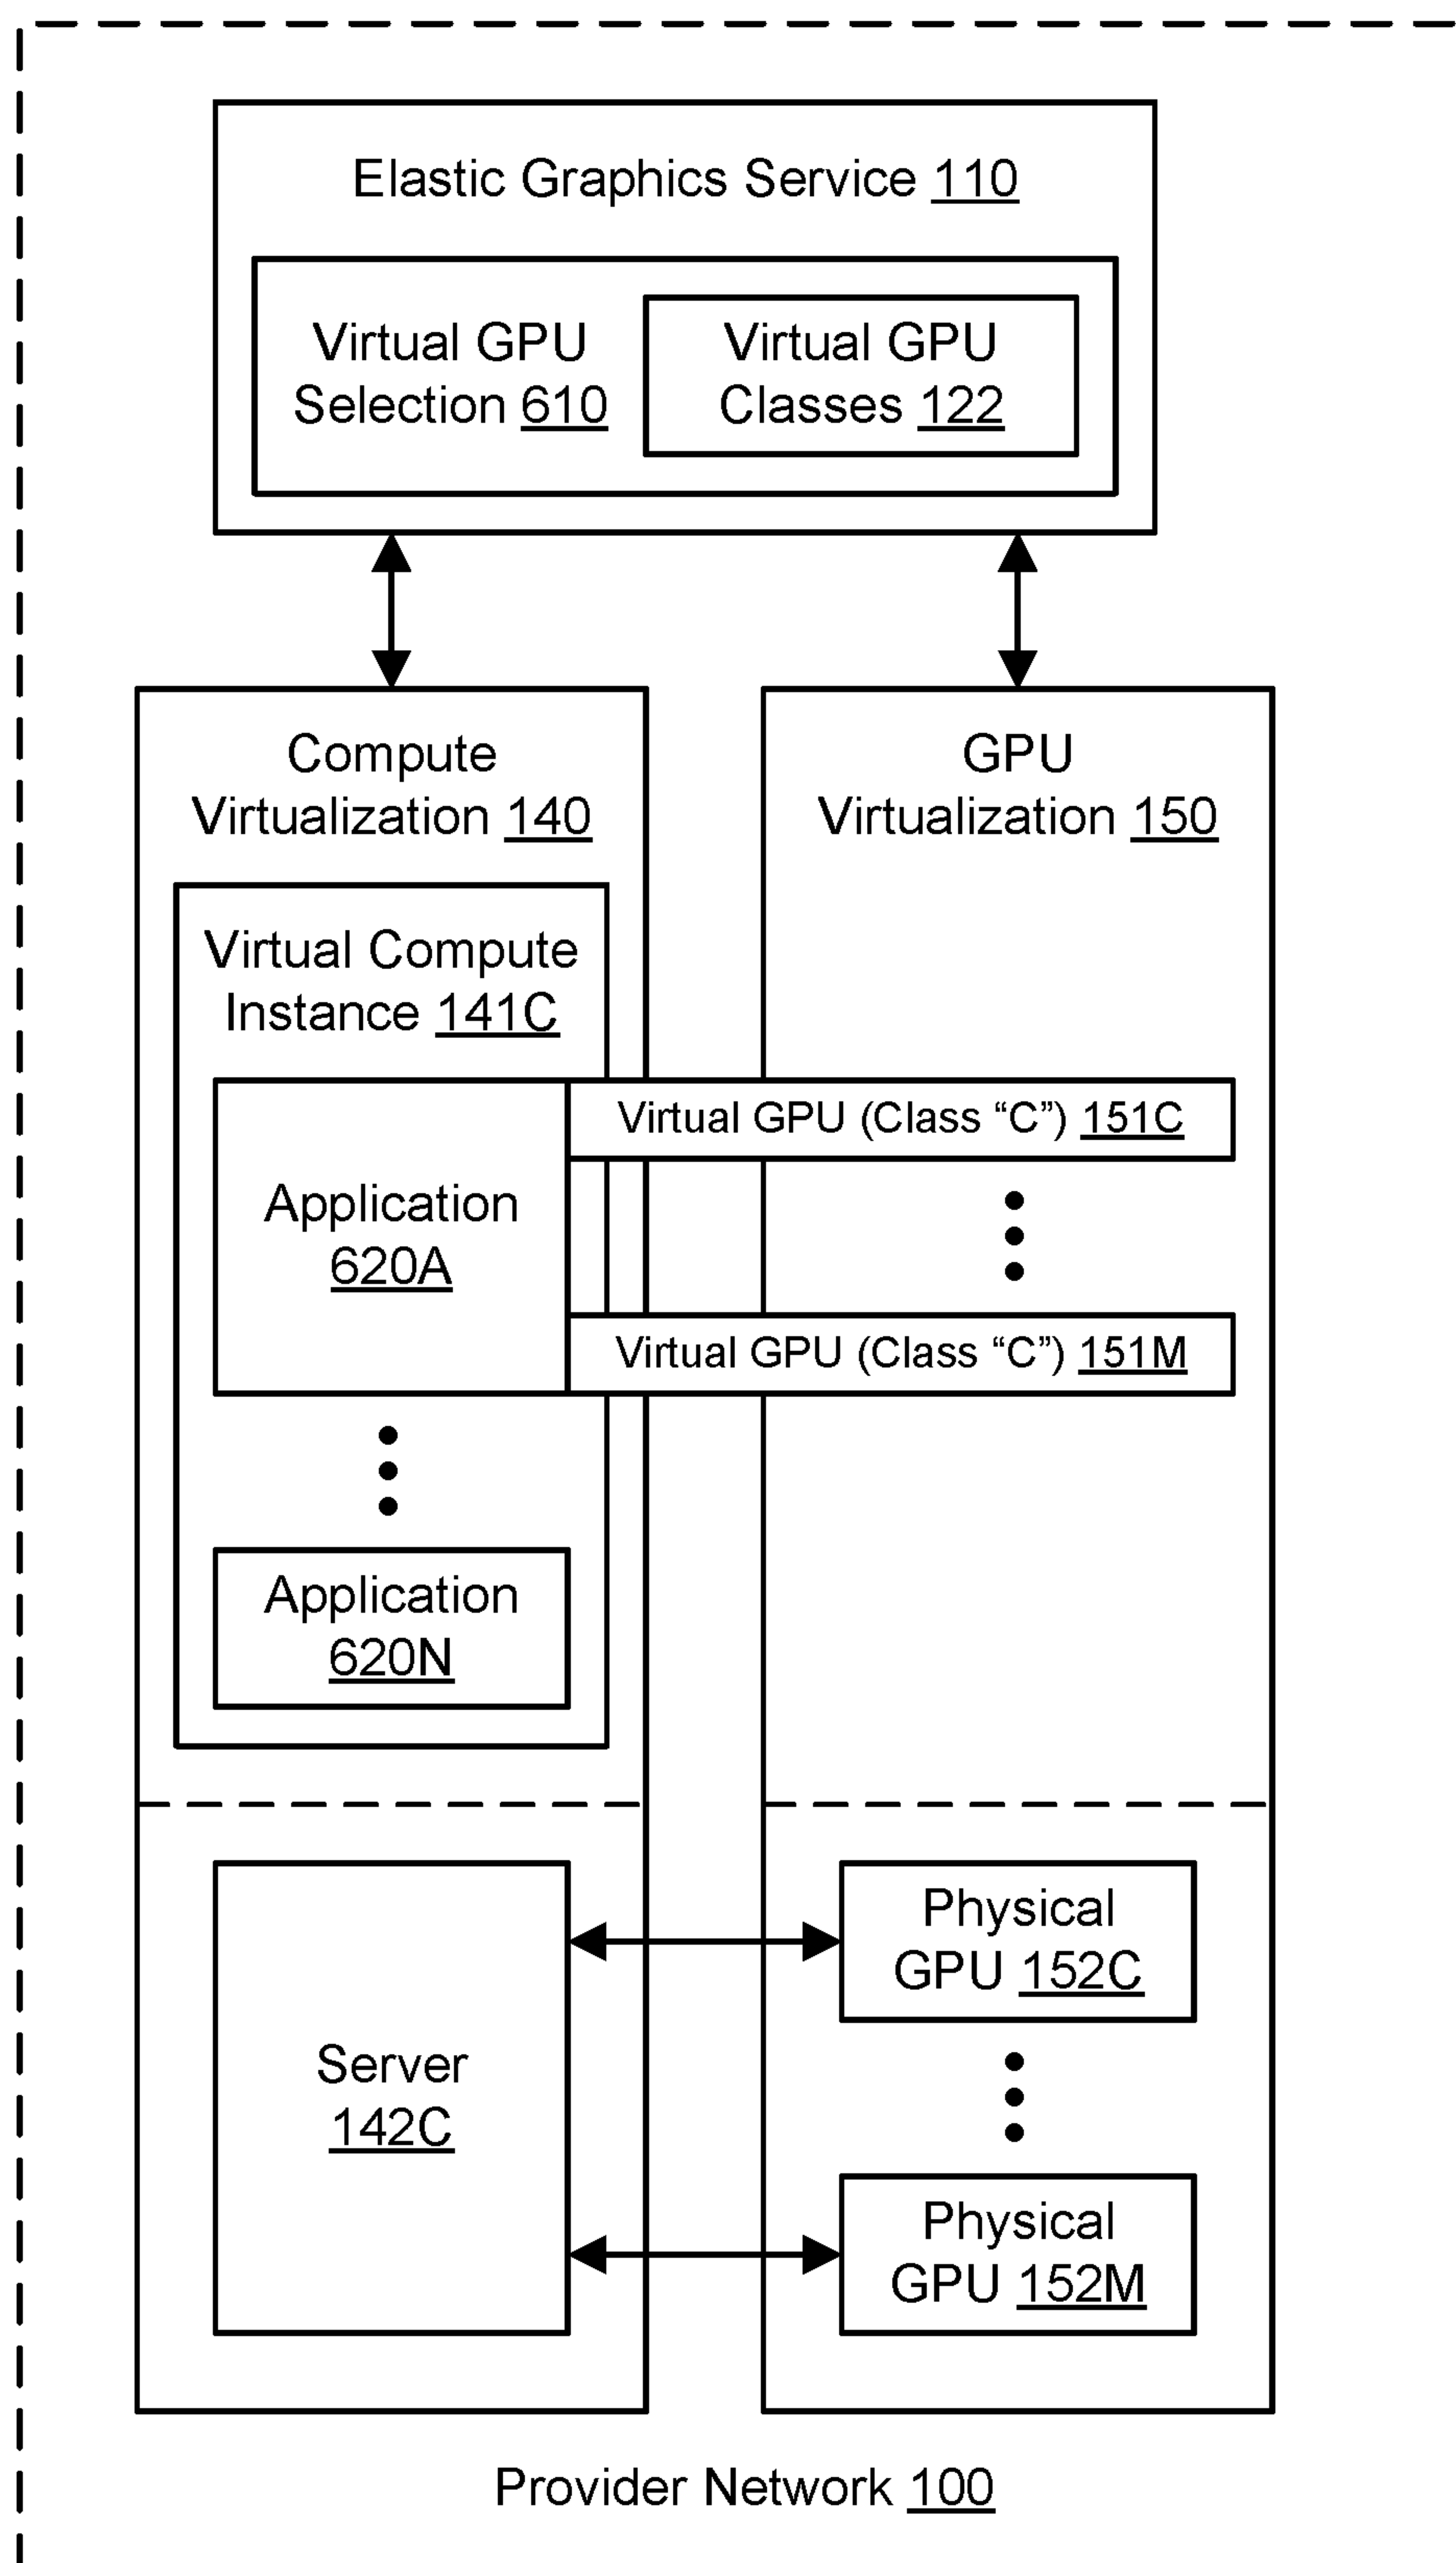 Elastic Graphics Service 110
Virtual GPU
Selection 610
Virtual GPU
Classes 122
Compute
Virtualization 140
GPU
Virtualization 150
Virtual Compute
Instance 141C
Virtual GPU (Class “C”) 151C
Application
620A
Virtual GPU (Class “C”) 151M
Application
620N
Server
142C
Physical
GPU 152C
Physical
GPU 152M
Provider Network 100